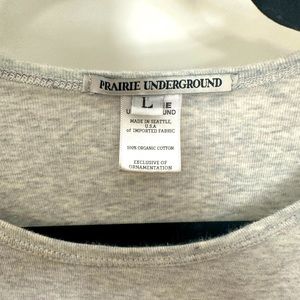 PRAIRIE UNDERGROUND
L
MADE IN SEATTLE,
U.S.A
of IMPORTED FABRIC
100% ORGANIC COTTON
EXCLUSIVE OF
ORNAMENTATION